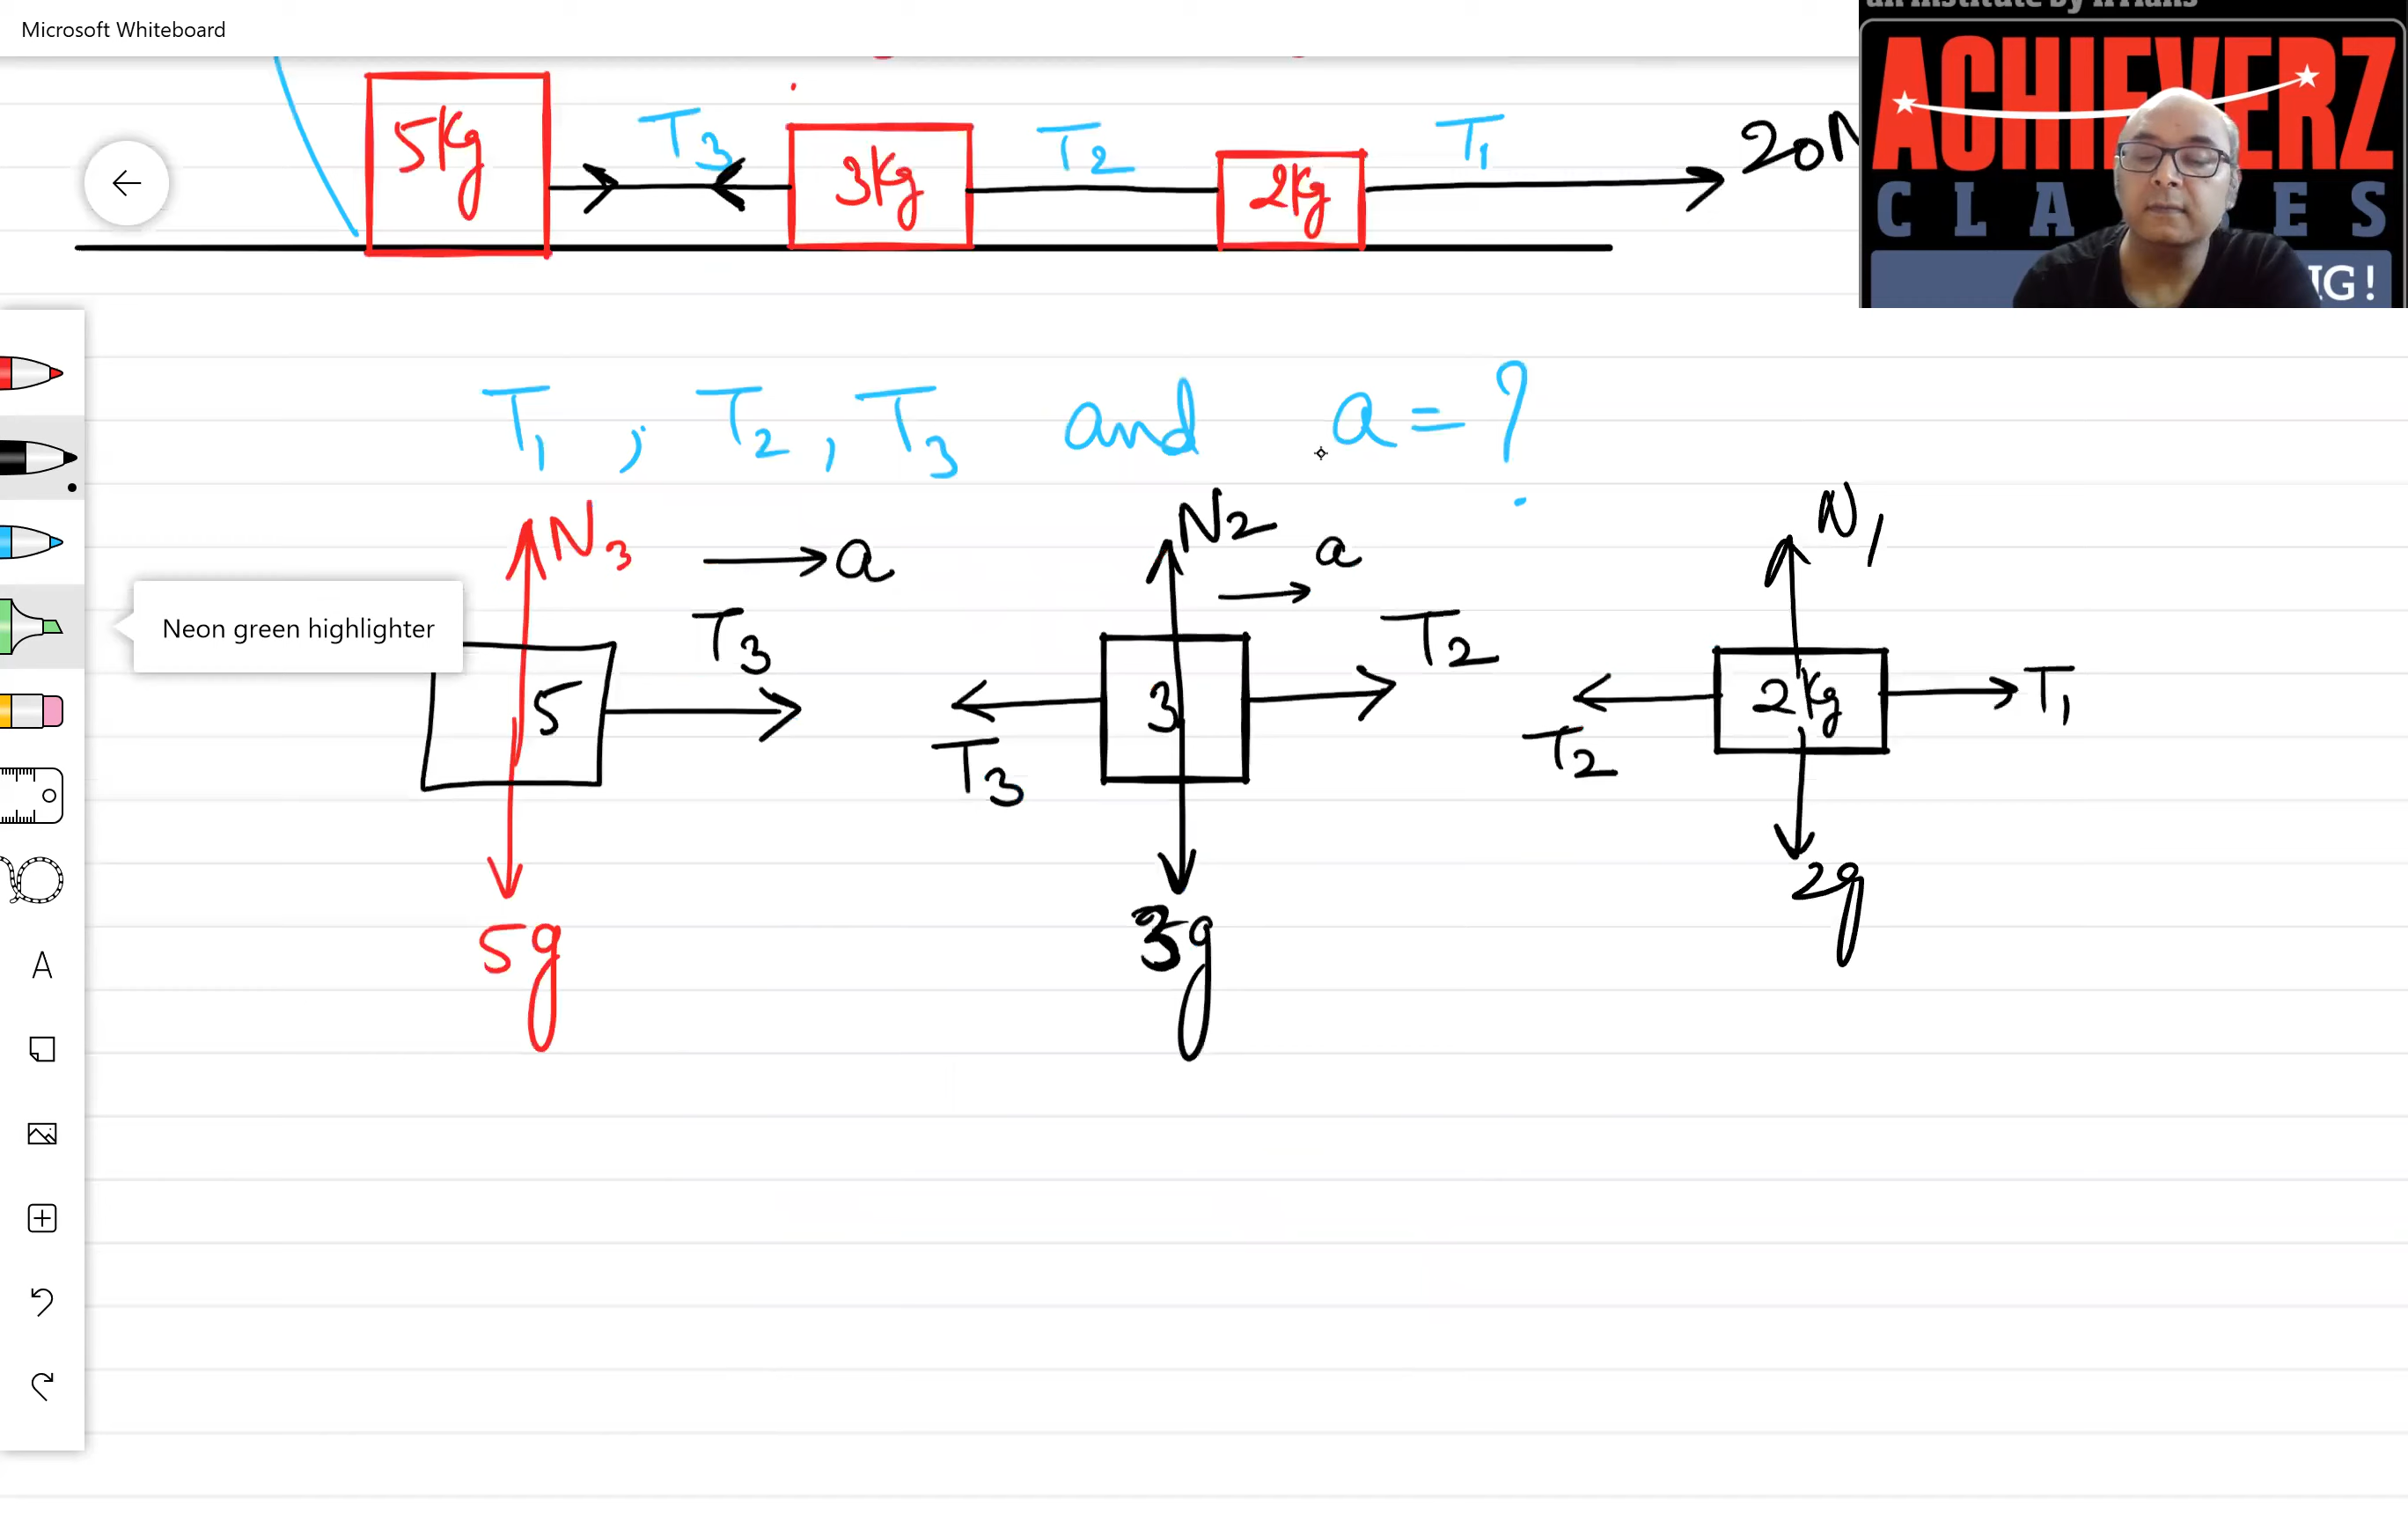 Microsoft Whiteboard
ACHIEVERZ
5Kg T3 3Kg T2 2Kg T1 20N
IG!
T1, T2, T3 and a = ?
N3 a N2 a N1
Neon green highlighter
T3 T2
5 3 2Kg T1
T3 T2
5g 3g 2g
A